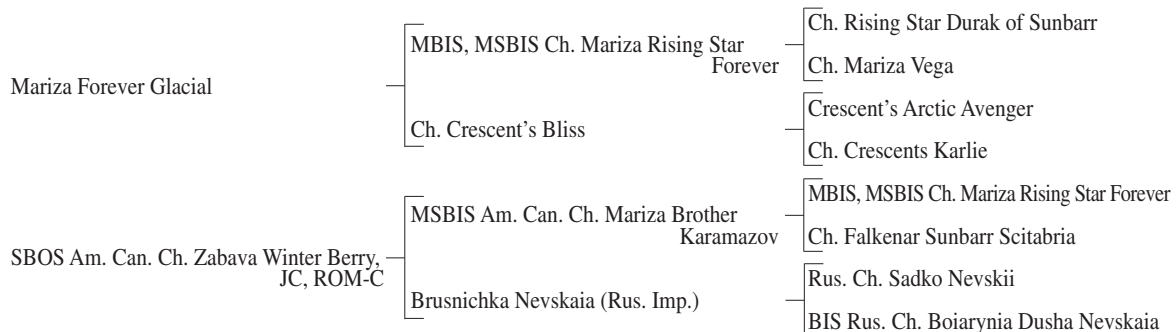 Mariza Forever Glacial
MBIS, MSBIS Ch. Mariza Rising Star
Forever
Ch. Rising Star Durak of Sunbarr
Ch. Mariza Vega
Ch. Crescent's Bliss
Crescent's Arctic Avenger
Ch. Crescents Karlie
SBOS Am. Can. Ch. Zabava Winter Berry,
JC, ROM-C
MSBIS Am. Can. Ch. Mariza Brother
Karamazov
MBIS, MSBIS Ch. Mariza Rising Star Forever
Ch. Falkenar Sunbarr Scitabria
Brusnichka Nevskaia (Rus. Imp.)
Rus. Ch. Sadko Nevskii
BIS Rus. Ch. Boiarynia Dusha Nevskaia